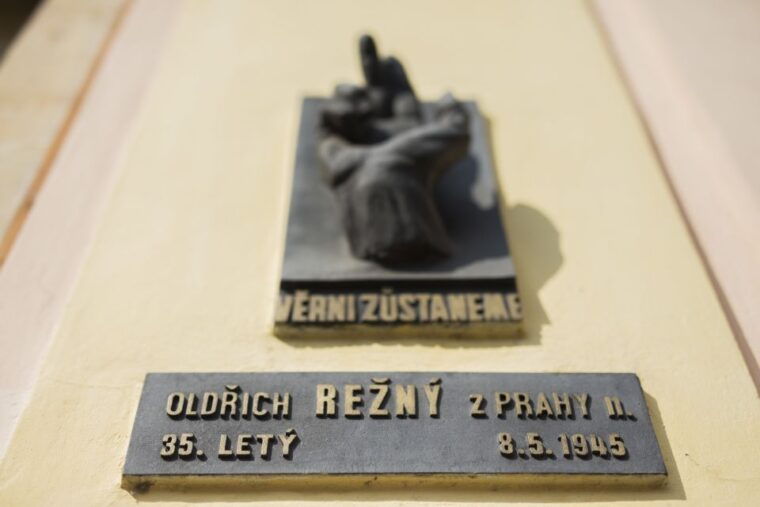 VĚRNI ZŮSTANEME
OLDŘICH REŽNÝ z PRAHY II.
35. LETÝ 8.5.1945